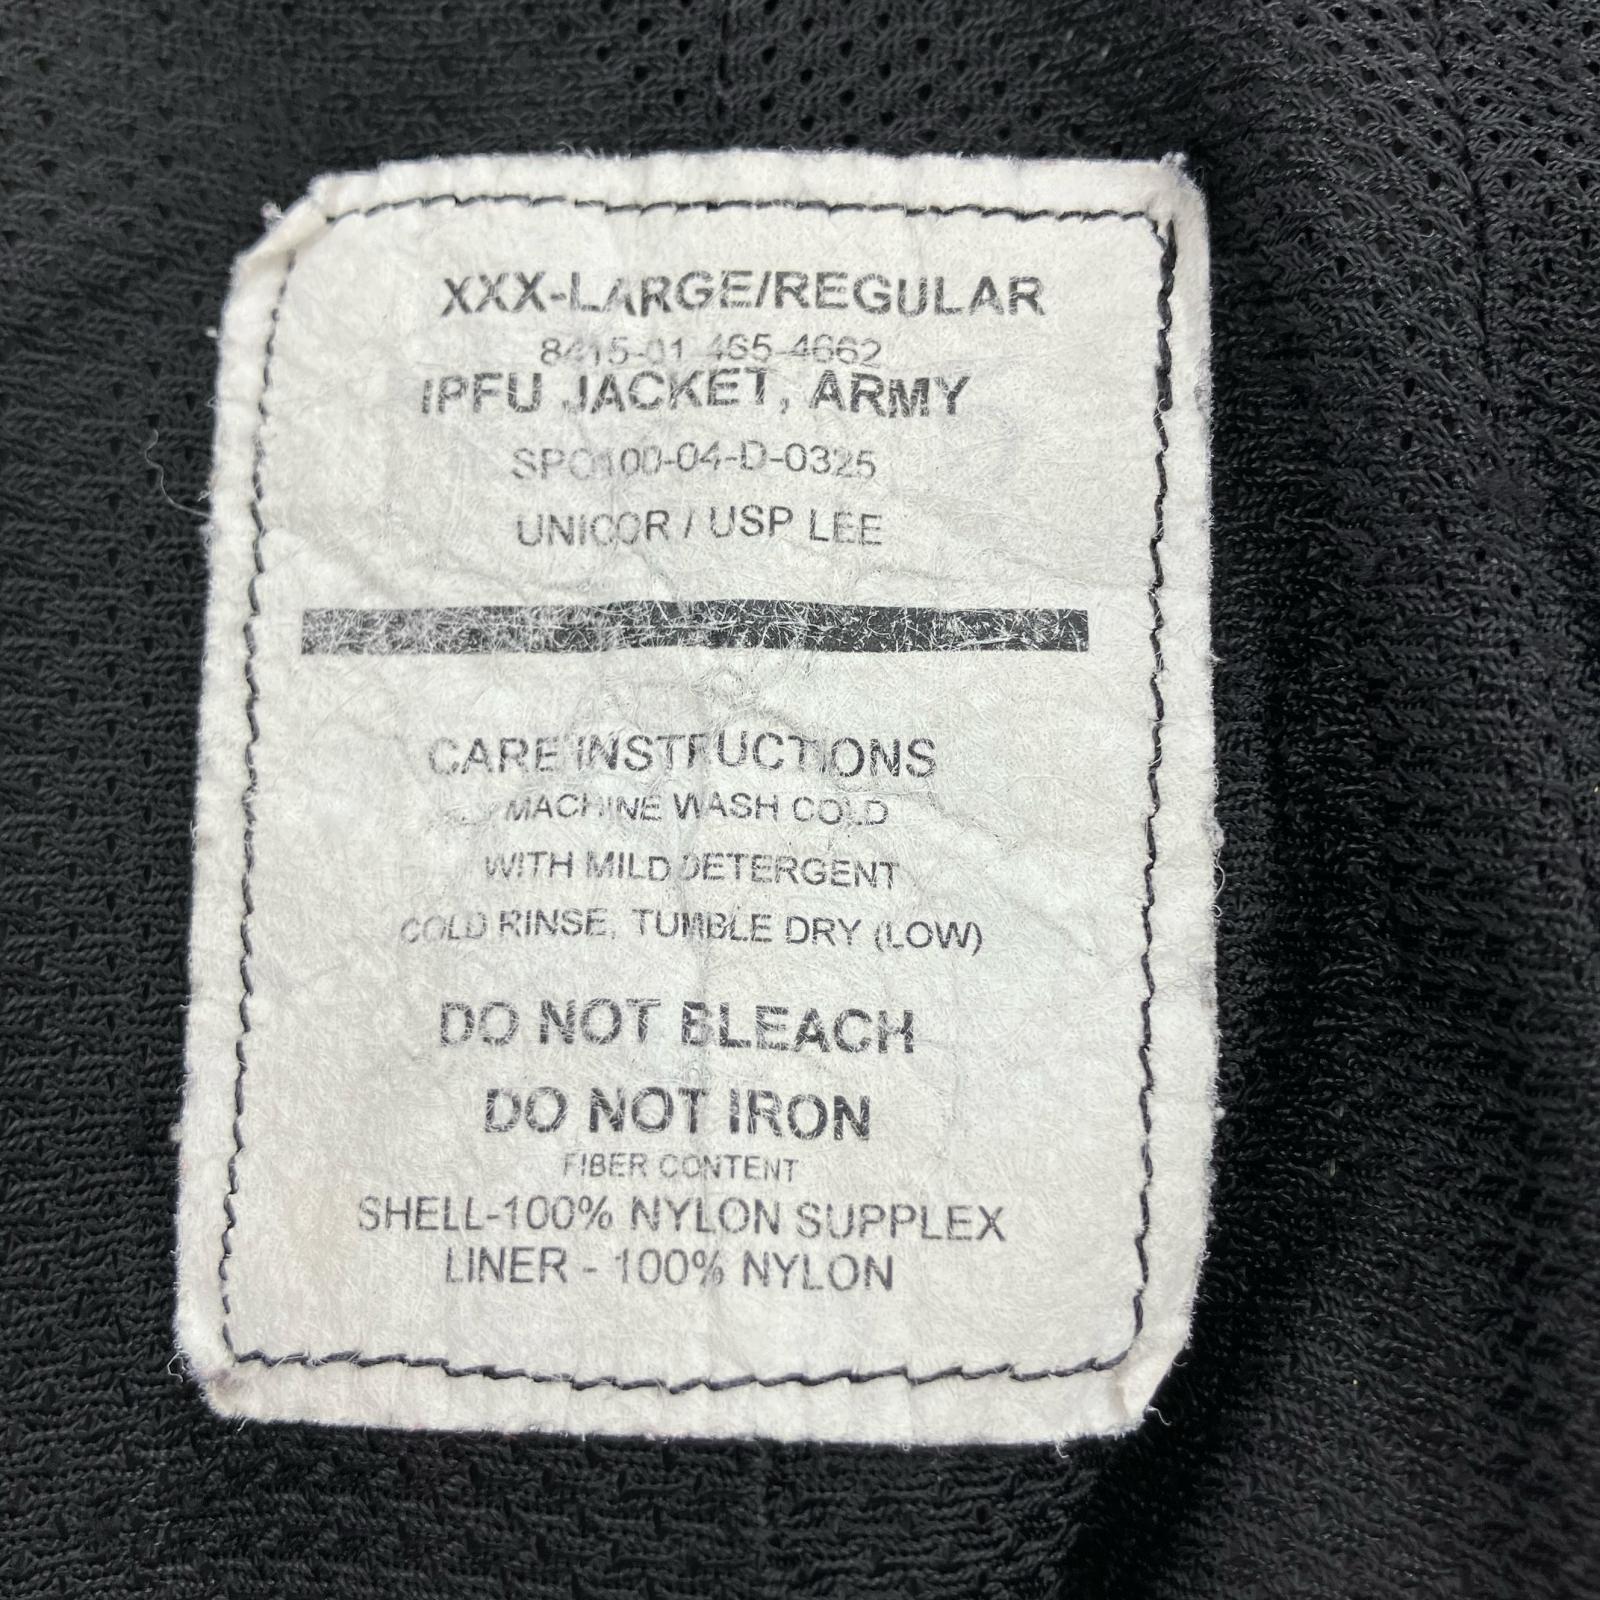 XXX-LARGE/REGULAR
8415-01-465-4662
IPFU JACKET, ARMY
SPO100-04-D-0325
UNICOR / USP LEE
CARE INSTRUCTIONS
MACHINE WASH COLD
WITH MILD DETERGENT
COLD RINSE, TUMBLE DRY (LOW)
DO NOT BLEACH
DO NOT IRON
FIBER CONTENT
SHELL-100% NYLON SUPPLEX
LINER - 100% NYLON